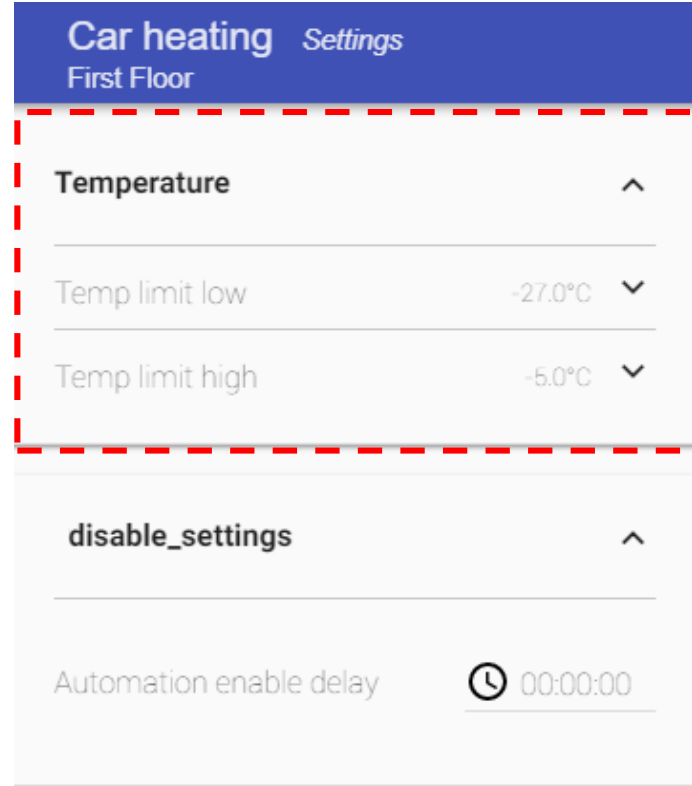 Car heating Settings
First Floor
Temperature
Temp limit low -27.0°C
Temp limit high -5.0°C
disable_settings
Automation enable delay 00:00:00